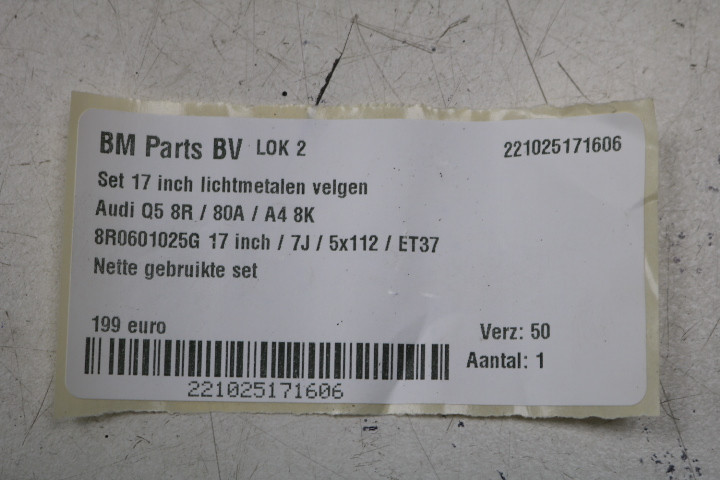 BM Parts BV LOK 2 221025171606
Set 17 inch lichtmetalen velgen
Audi Q5 8R / 80A / A4 8K
8R0601025G 17 inch / 7J / 5x112 / ET37
Nette gebruikte set
199 euro Verz: 50
Aantal: 1
221025171606